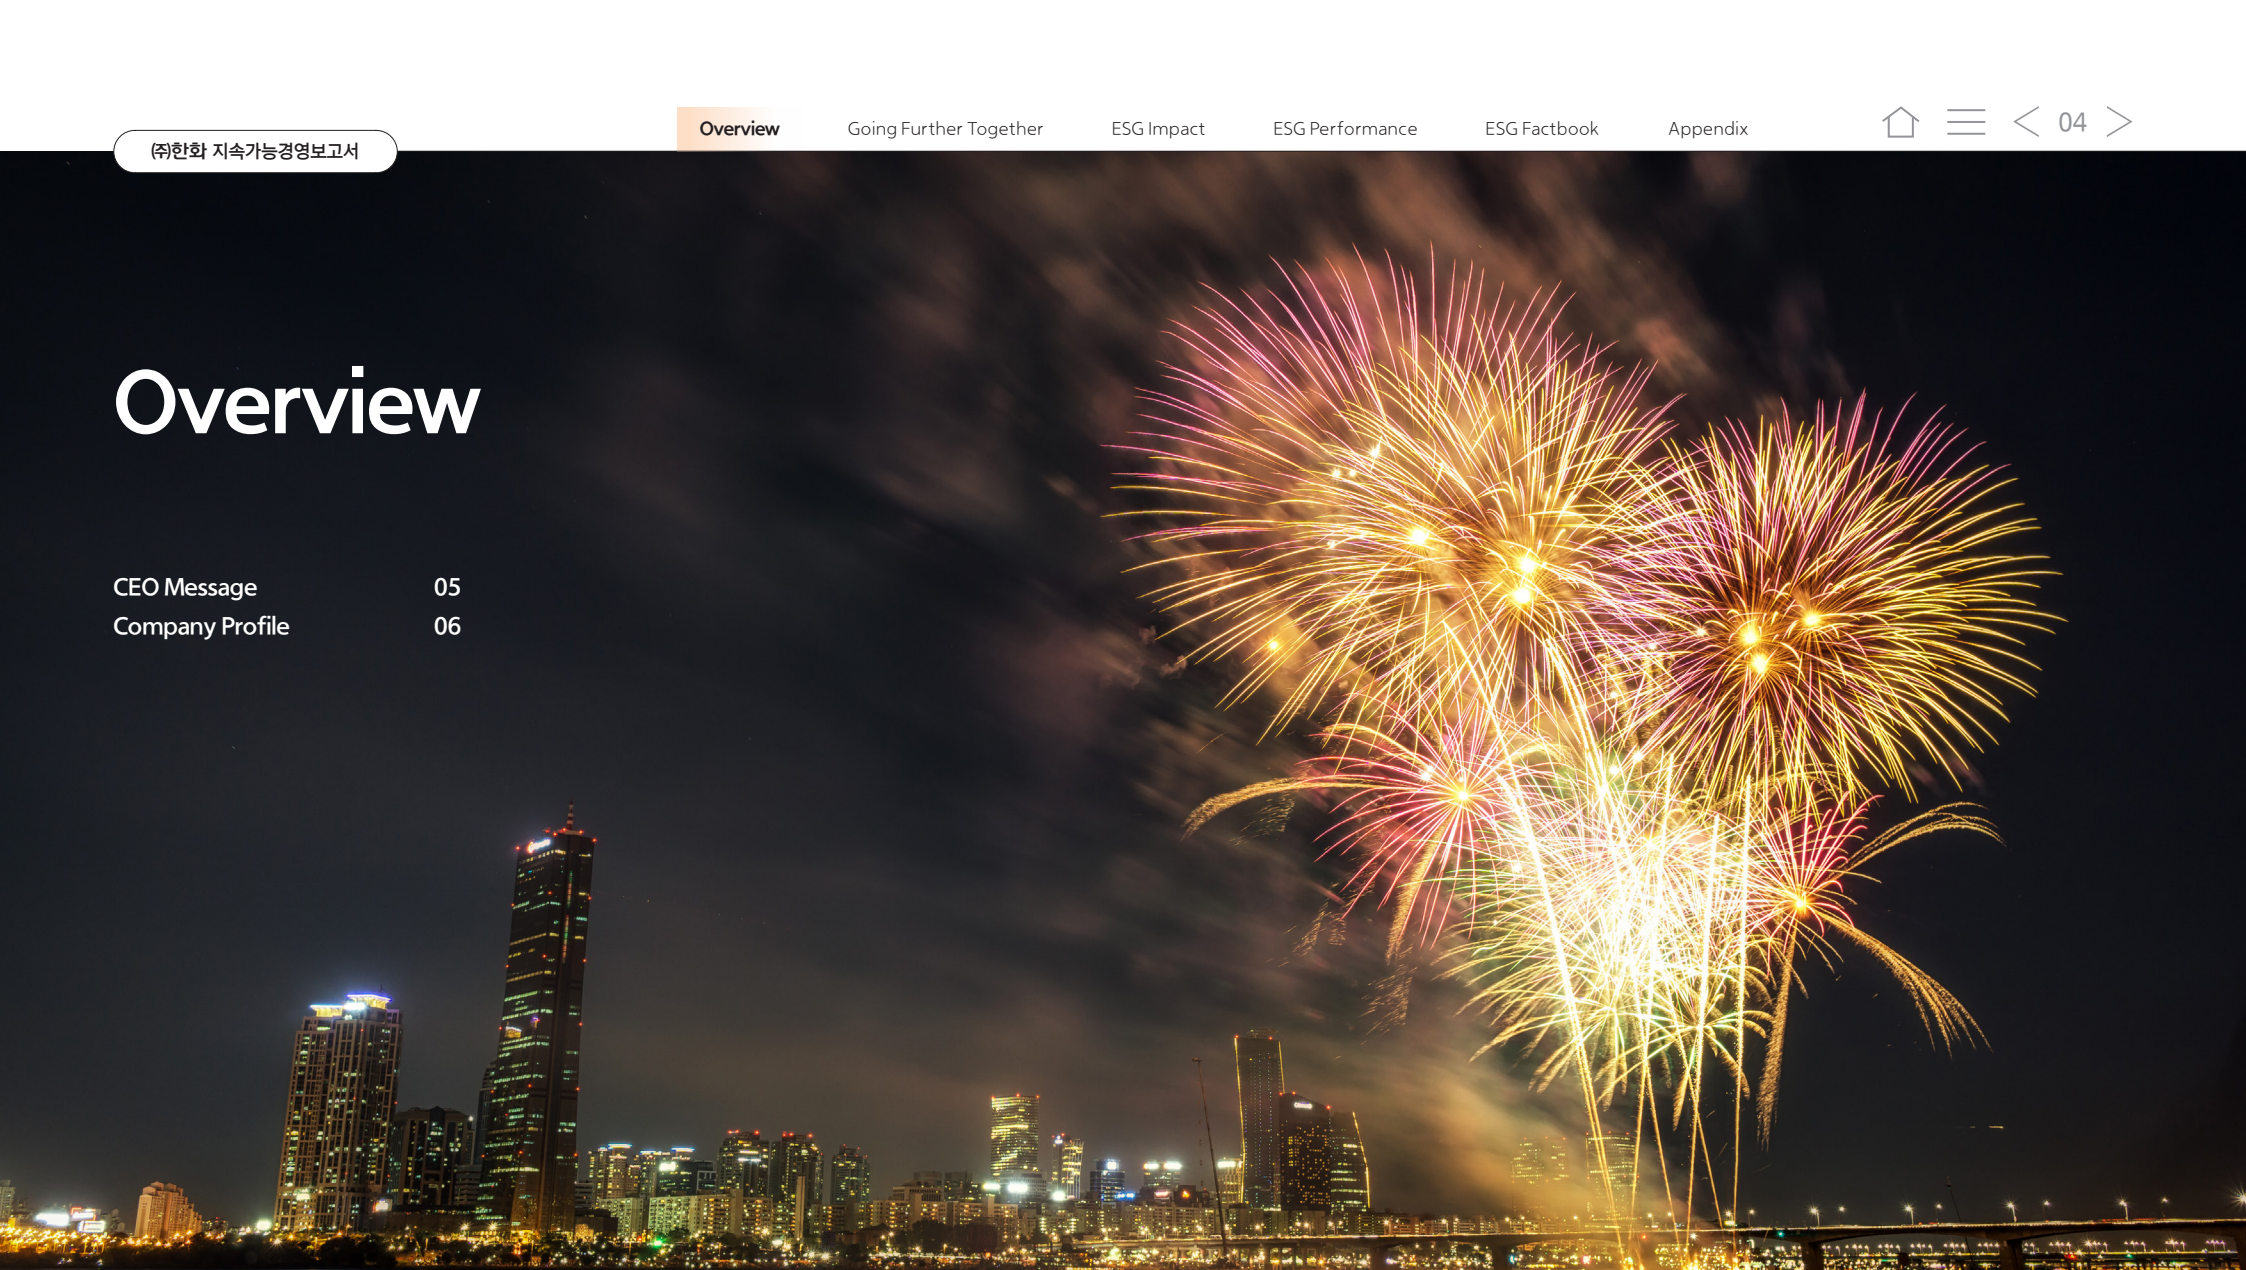 ㈜한화 지속가능경영보고서
Overview
Going Further Together
ESG Impact
ESG Performance
ESG Factbook
Appendix
04
Overview
CEO Message 05
Company Profile 06